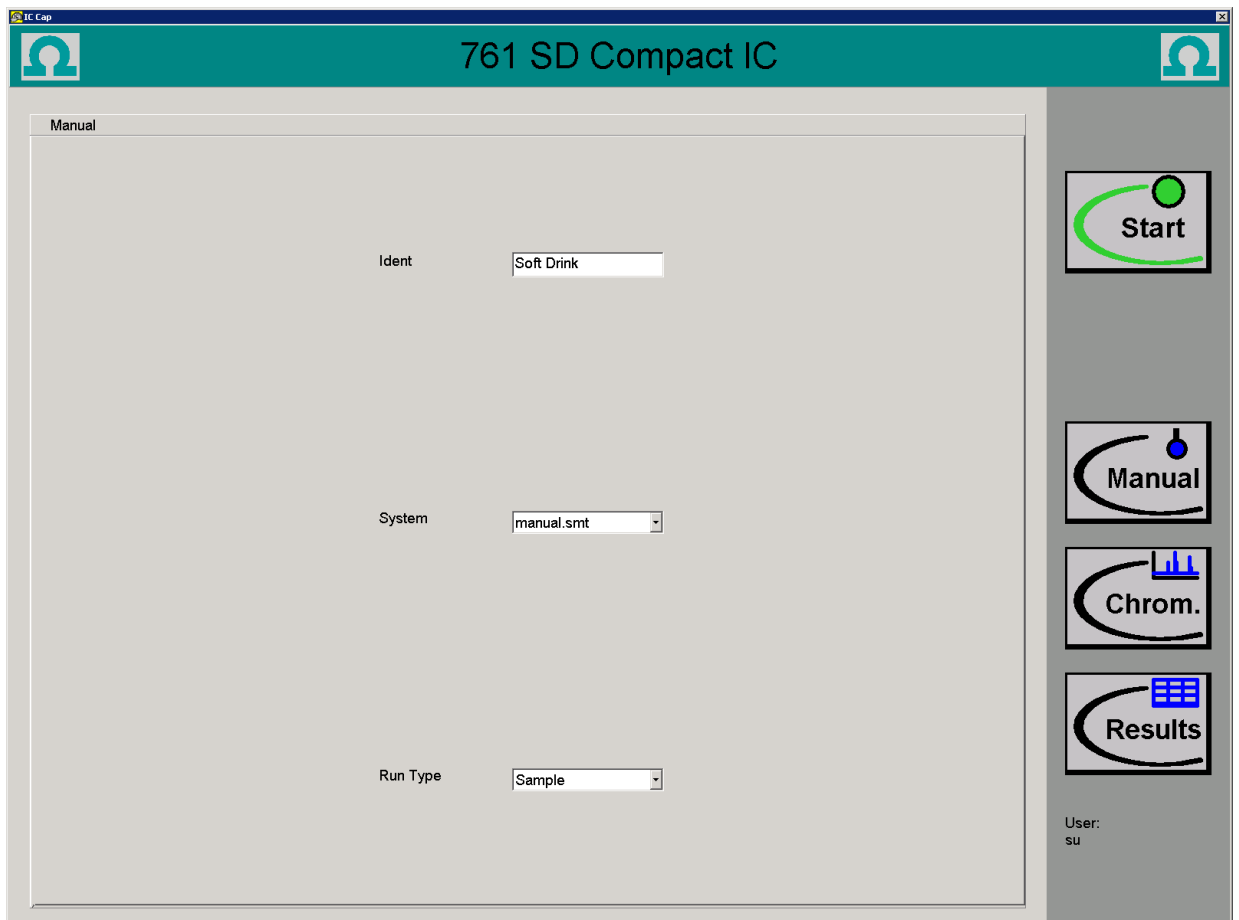 IC Cap
761 SD Compact IC
Manual
Ident
Soft Drink
System
manual.smt
Run Type
Sample
Start
Manual
Chrom.
Results
User:
su